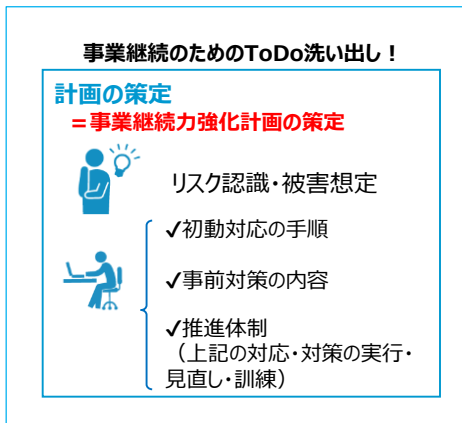 事業継続のためのToDo洗い出し！
計画の策定
＝事業継続力強化計画の策定
リスク認識・被害想定
✓初動対応の手順
✓事前対策の内容
✓推進体制
（上記の対応・対策の実行・
見直し・訓練）